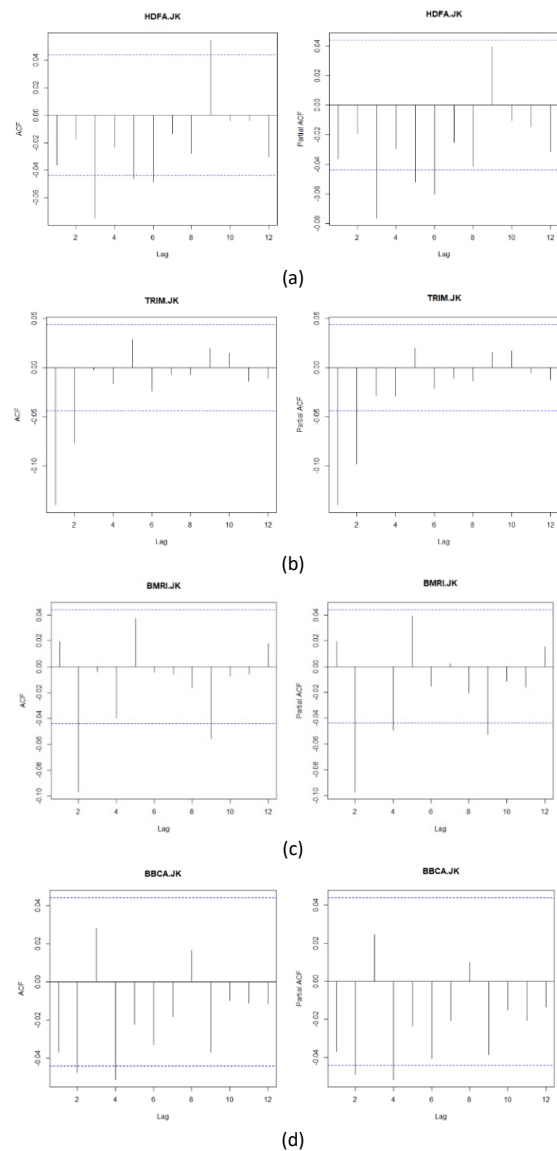 HDFA.JK
ACF
-0.06 -0.04 -0.02 0.00 0.02 0.04
2 4 6 8 10 12
Lag
HDFA.JK
Partial ACF
-0.08 -0.06 -0.04 -0.02 0.00 0.02 0.04
2 4 6 8 10 12
Lag
(a)
TRIM.JK
ACF
-0.10 -0.05 0.00 0.05
2 4 6 8 10 12
Lag
TRIM.JK
Partial ACF
-0.10 -0.05 0.00 0.05
2 4 6 8 10 12
Lag
(b)
BMRI.JK
ACF
-0.10 -0.08 -0.06 -0.04 -0.02 0.00 0.02 0.04
2 4 6 8 10 12
Lag
BMRI.JK
Partial ACF
-0.10 -0.08 -0.06 -0.04 -0.02 0.00 0.02 0.04
2 4 6 8 10 12
Lag
(c)
BBCA.JK
ACF
-0.04 -0.02 0.00 0.02 0.04
2 4 6 8 10 12
Lag
BBCA.JK
Partial ACF
-0.04 -0.02 0.00 0.02 0.04
2 4 6 8 10 12
Lag
(d)